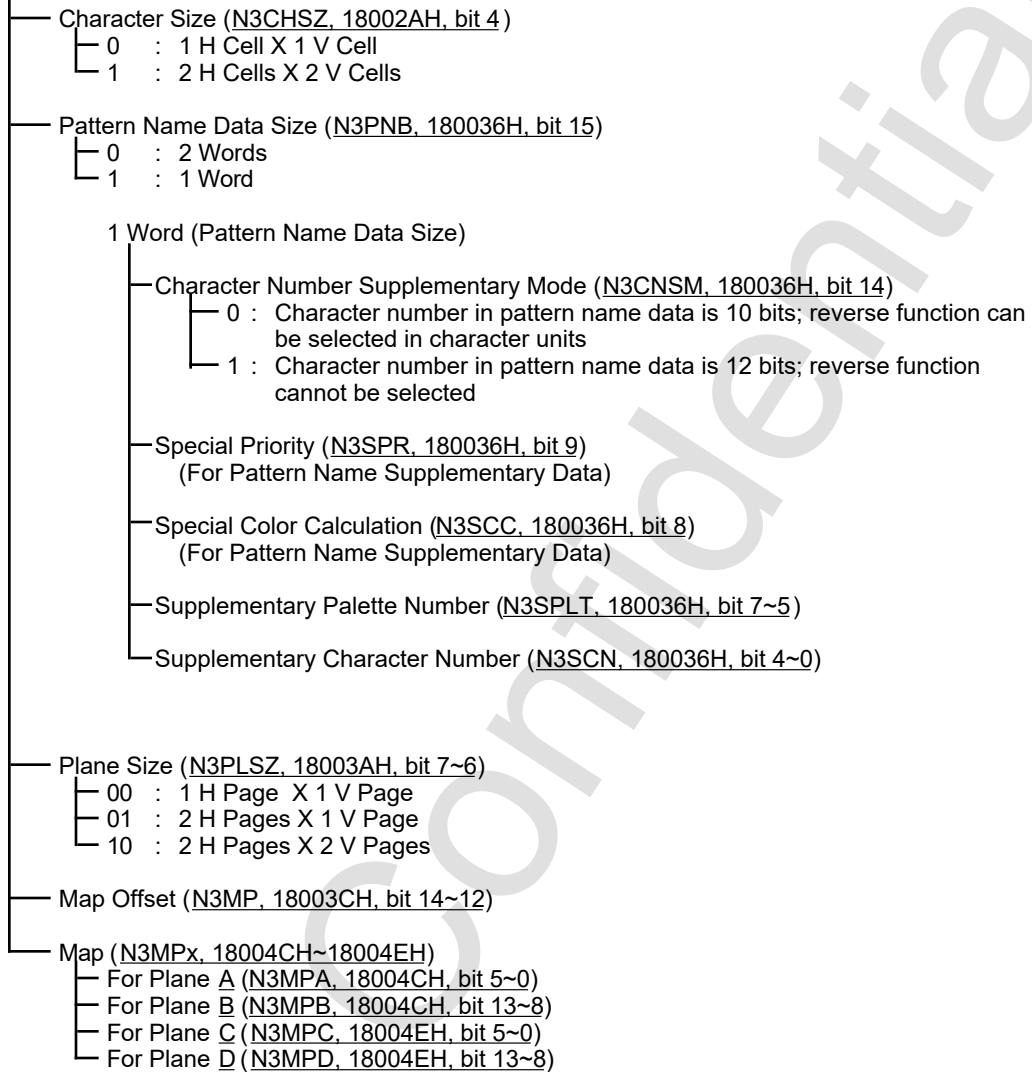 Character Size (N3CHSZ, 18002AH, bit 4)
0 : 1 H Cell X 1 V Cell
1 : 2 H Cells X 2 V Cells
Pattern Name Data Size (N3PNB, 180036H, bit 15)
0 : 2 Words
1 : 1 Word
1 Word (Pattern Name Data Size)
Character Number Supplementary Mode (N3CNSM, 180036H, bit 14)
0 : Character number in pattern name data is 10 bits; reverse function can
be selected in character units
1 : Character number in pattern name data is 12 bits; reverse function
cannot be selected
Special Priority (N3SPR, 180036H, bit 9)
(For Pattern Name Supplementary Data)
Special Color Calculation (N3SCC, 180036H, bit 8)
(For Pattern Name Supplementary Data)
Supplementary Palette Number (N3SPLT, 180036H, bit 7~5)
Supplementary Character Number (N3SCN, 180036H, bit 4~0)
Plane Size (N3PLSZ, 18003AH, bit 7~6)
00 : 1 H Page X 1 V Page
01 : 2 H Pages X 1 V Page
10 : 2 H Pages X 2 V Pages
Map Offset (N3MP, 18003CH, bit 14~12)
Map (N3MPx, 18004CH~18004EH)
For Plane A (N3MPA, 18004CH, bit 5~0)
For Plane B (N3MPB, 18004CH, bit 13~8)
For Plane C (N3MPC, 18004EH, bit 5~0)
For Plane D (N3MPD, 18004EH, bit 13~8)
Confidential